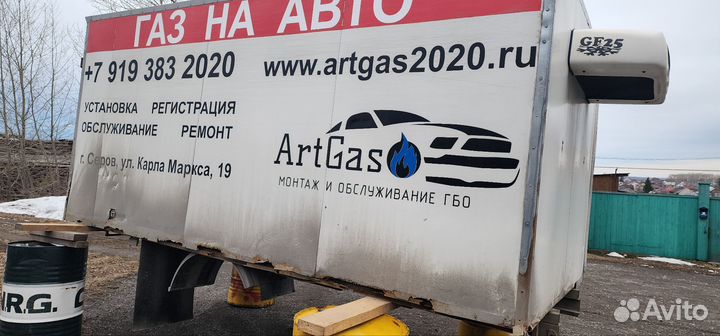 ГАЗ НА АВТО
+7 919 383 2020
www.artgas2020.ru
УСТАНОВКА РЕГИСТРАЦИЯ
ОБСЛУЖИВАНИЕ РЕМОНТ
г. Серов, ул. Карла Маркса, 19
ArtGas
МОНТАЖ И ОБСЛУЖИВАНИЕ ГБО
GF25
R.G.
Avito